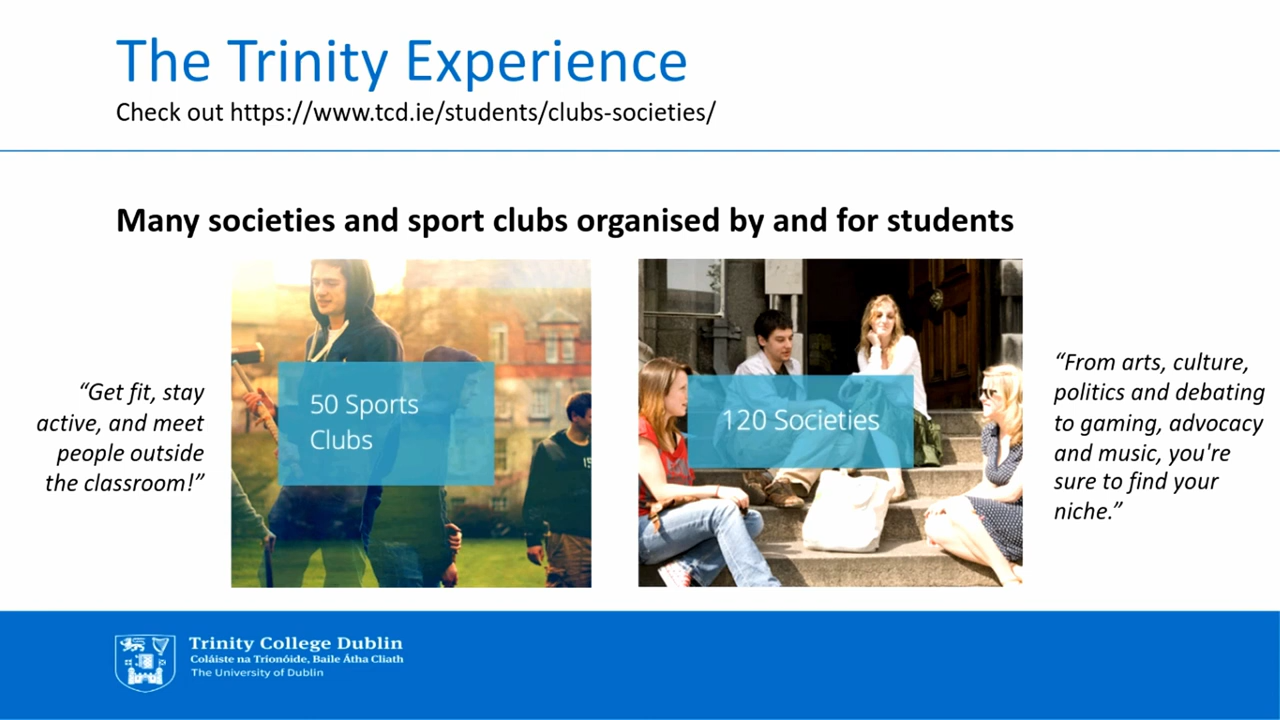 The Trinity Experience
Check out https://www.tcd.ie/students/clubs-societies/
Many societies and sport clubs organised by and for students
“Get fit, stay
active, and meet
people outside
the classroom!”
50 Sports
Clubs
120 Societies
“From arts, culture,
politics and debating
to gaming, advocacy
and music, you're
sure to find your
niche.”
Trinity College Dublin
Coláiste na Tríonóide, Baile Átha Cliath
The University of Dublin